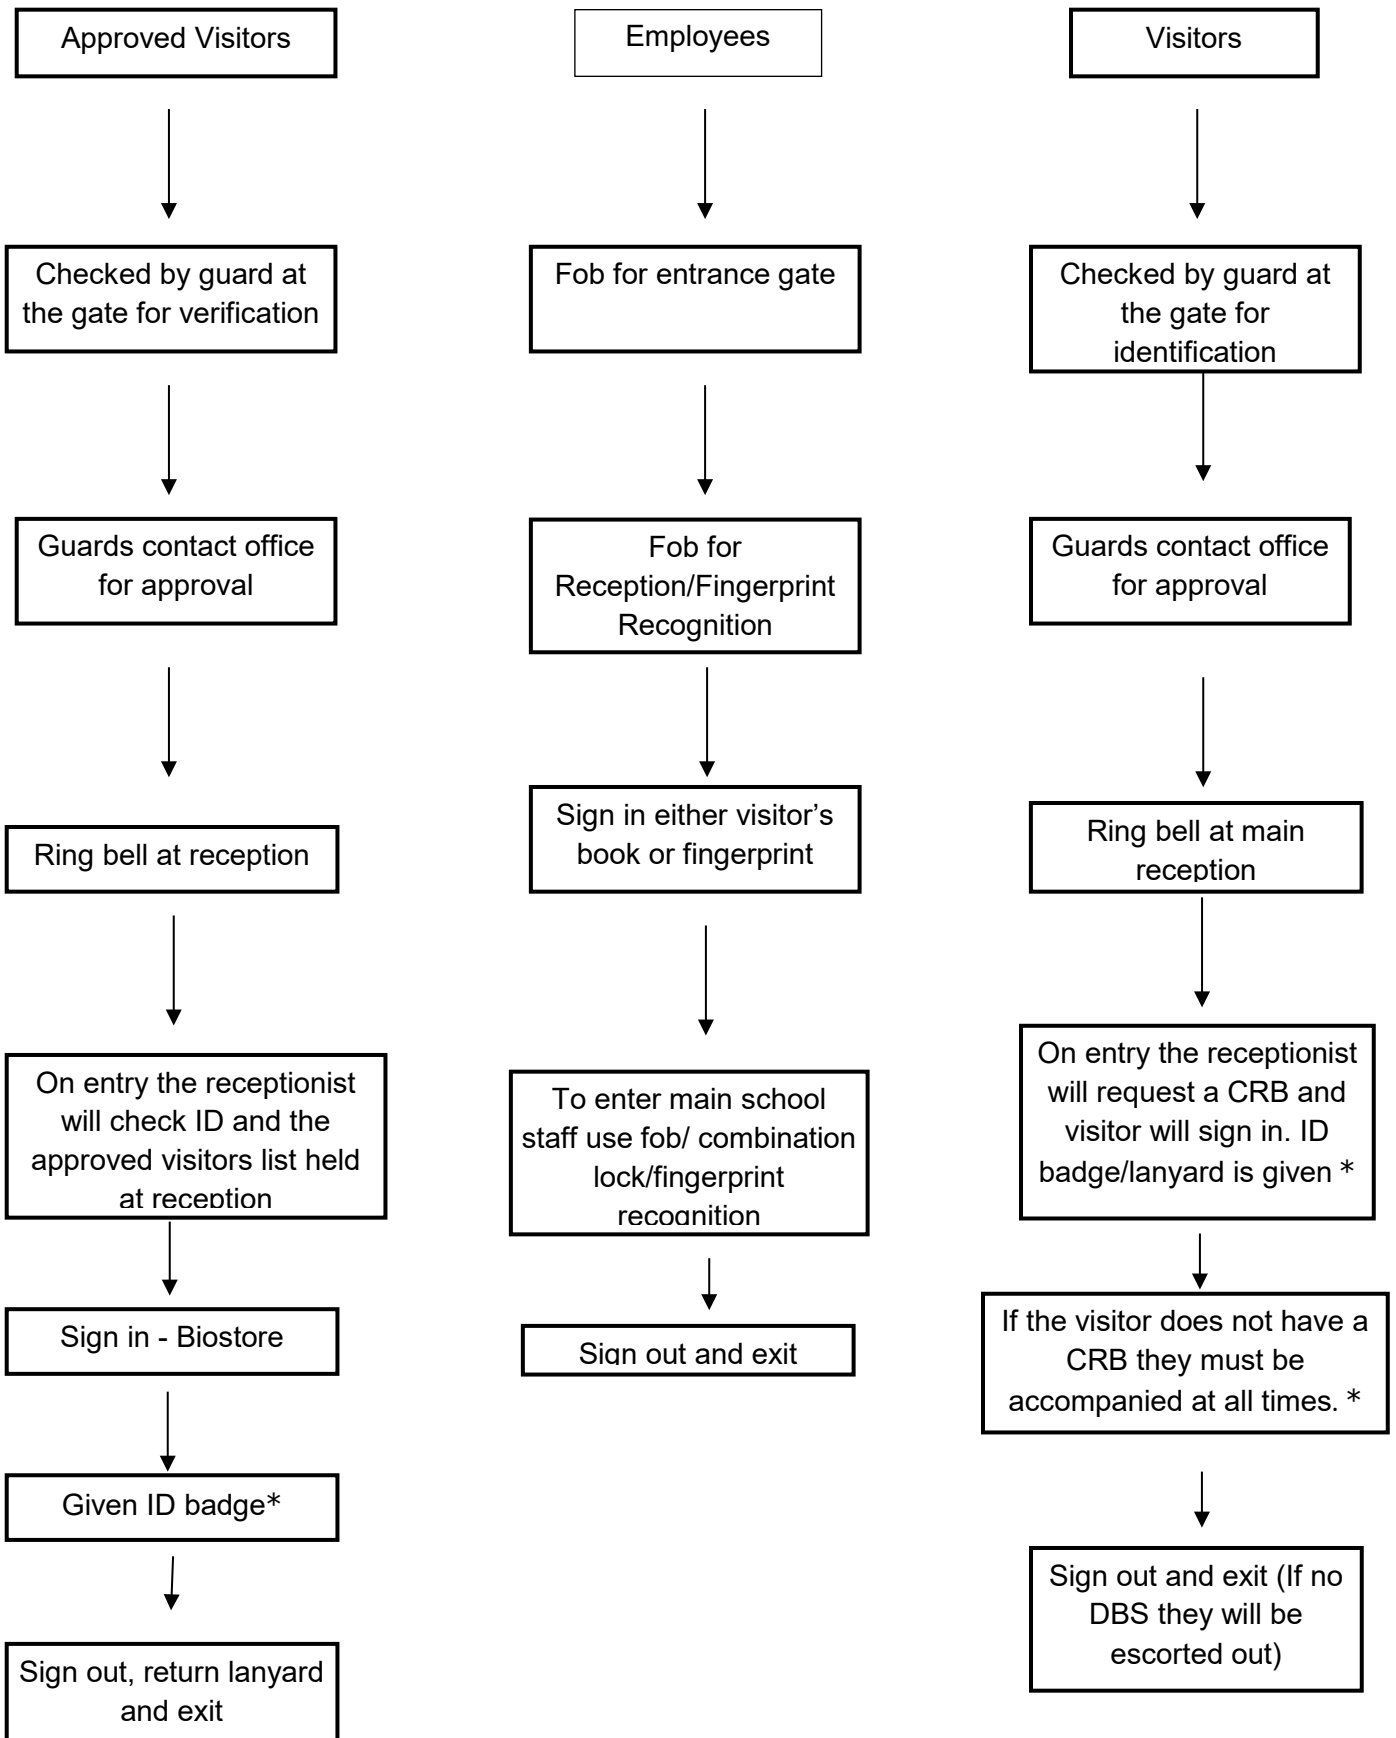 Approved Visitors
Checked by guard at
the gate for verification
Guards contact office
for approval
Ring bell at reception
On entry the receptionist
will check ID and the
approved visitors list held
at reception
Sign in - Biostore
Given ID badge*
Sign out, return lanyard
and exit
Employees
Fob for entrance gate
Fob for
Reception/Fingerprint
Recognition
Sign in either visitor’s
book or fingerprint
To enter main school
staff use fob/ combination
lock/fingerprint
recognition
Sign out and exit
Visitors
Checked by guard at
the gate for
identification
Guards contact office
for approval
Ring bell at main
reception
On entry the receptionist
will request a CRB and
visitor will sign in. ID
badge/lanyard is given *
If the visitor does not have a
CRB they must be
accompanied at all times. *
Sign out and exit (If no
DBS they will be
escorted out)